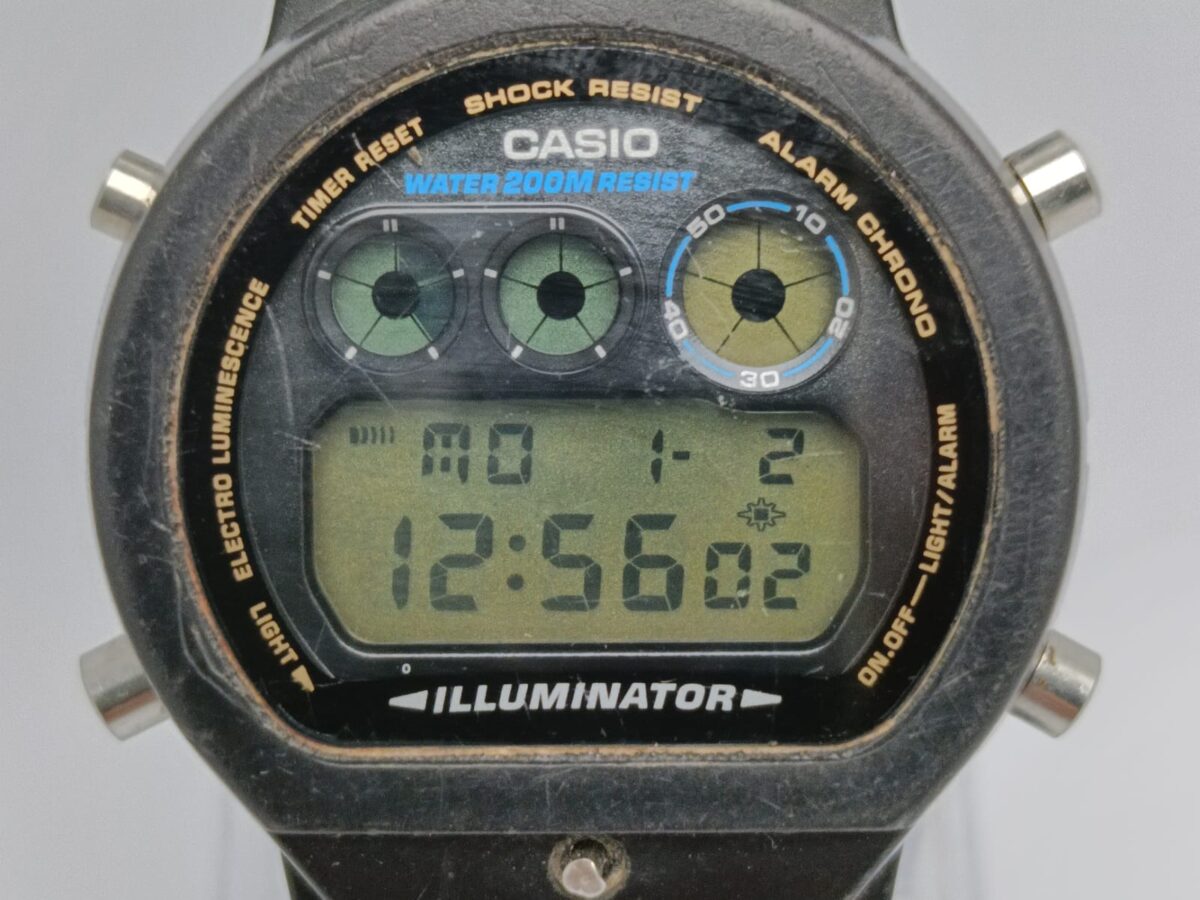 SHOCK RESIST
TIMER RESET
CASIO
ALARM CHRONO
WATER 200M RESIST
50 10
40 20
30
ELECTRO LUMINESCENCE
MO 1- 2
12:56 02
LIGHT
ON.OFF—LIGHT/ALARM
ILLUMINATOR